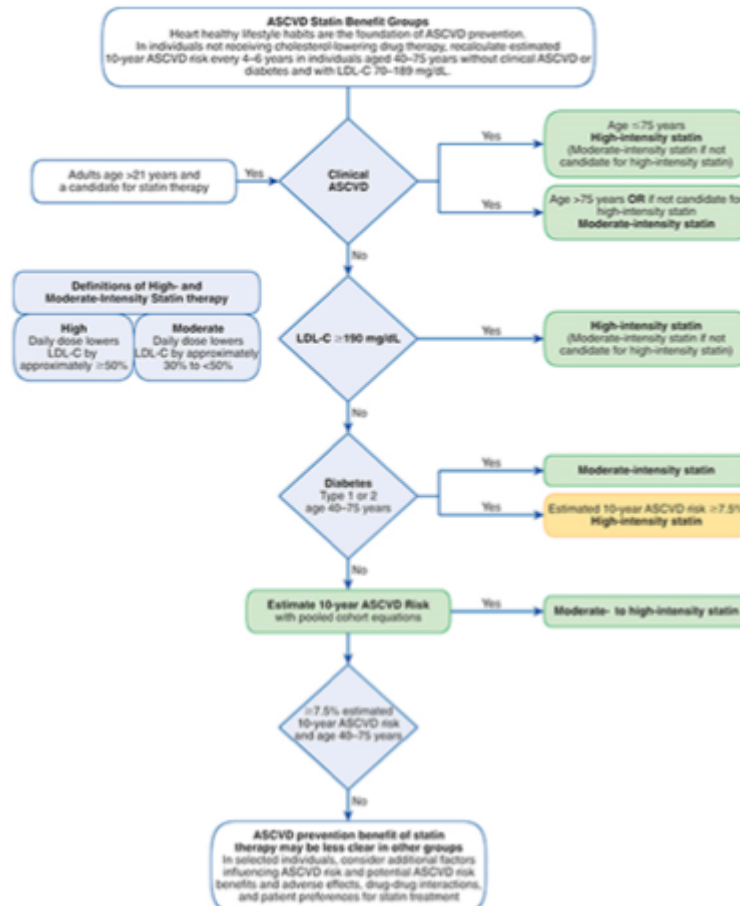 ASCVD Statin Benefit Groups
Heart healthy lifestyle habits are the foundation of ASCVD prevention.
In individuals not receiving cholesterol-lowering drug therapy, recalculate estimated
10-year ASCVD risk every 4–6 years in individuals aged 40–75 years without clinical ASCVD or
diabetes and with LDL-C 70–189 mg/dL.
Adults age >21 years and
a candidate for statin therapy
Yes
Clinical
ASCVD
Yes
Age ≤75 years
High-intensity statin
(Moderate-intensity statin if not
candidate for high-intensity statin)
Yes
Age >75 years OR if not candidate for
high-intensity statin
Moderate-intensity statin
No
Definitions of High- and
Moderate-Intensity Statin therapy
High
Daily dose lowers
LDL-C by
approximately ≥50%
Moderate
Daily dose lowers
LDL-C by approximately
30% to <50%
LDL-C ≥190 mg/dL
Yes
High-intensity statin
(Moderate-intensity statin if not
candidate for high-intensity statin)
No
Diabetes
Type 1 or 2
age 40–75 years
Yes
Moderate-intensity statin
Yes
Estimated 10-year ASCVD risk ≥7.5%
High-intensity statin
No
Estimate 10-year ASCVD Risk
with pooled cohort equations
Yes
Moderate- to high-intensity statin
≥7.5% estimated
10-year ASCVD risk
and age 40–75 years
No
ASCVD prevention benefit of statin
therapy may be less clear in other groups
In selected individuals, consider additional factors
influencing ASCVD risk and potential ASCVD risk
benefits and adverse effects, drug-drug interactions,
and patient preferences for statin treatment